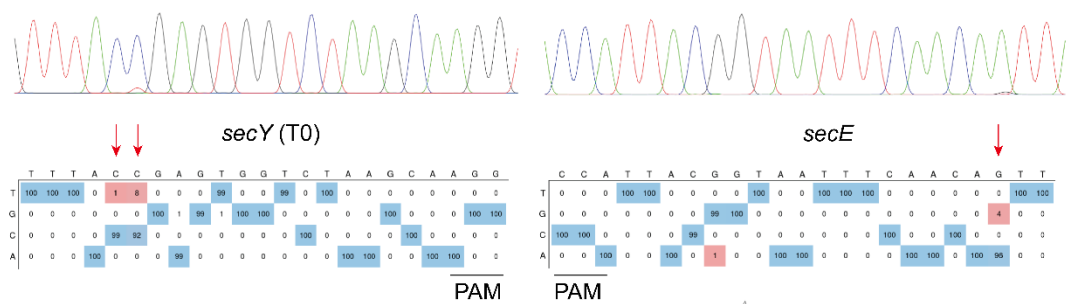 secY (T0)
T T T A C C G A G T G G T C T A A G C A A G G
T 100 100 100 0 1 8 0 0 0 99 0 0 99 0 100 0 0 0 0 0 0 0 0
G 0 0 0 0 0 0 100 1 99 1 100 100 0 0 0 0 0 100 0 0 0 100 100
C 0 0 0 0 99 92 0 0 0 0 0 0 0 100 0 0 0 0 100 0 0 0 0
A 0 0 0 100 0 0 0 99 0 0 0 0 0 0 0 100 100 0 0 100 100 0 0
PAM
secE
C C A T T A C G G T A A T T T C A A C A G T T
T 0 0 0 100 100 0 0 0 0 100 0 0 100 100 100 0 0 0 0 0 0 100 100
G 0 0 0 0 0 0 0 99 100 0 0 0 0 0 0 0 0 0 0 0 4 0 0
C 100 100 0 0 0 0 99 0 0 0 0 0 0 0 0 100 0 0 100 0 0 0 0
A 0 0 100 0 0 100 0 1 0 0 100 100 0 0 0 0 100 100 0 100 96 0 0
PAM